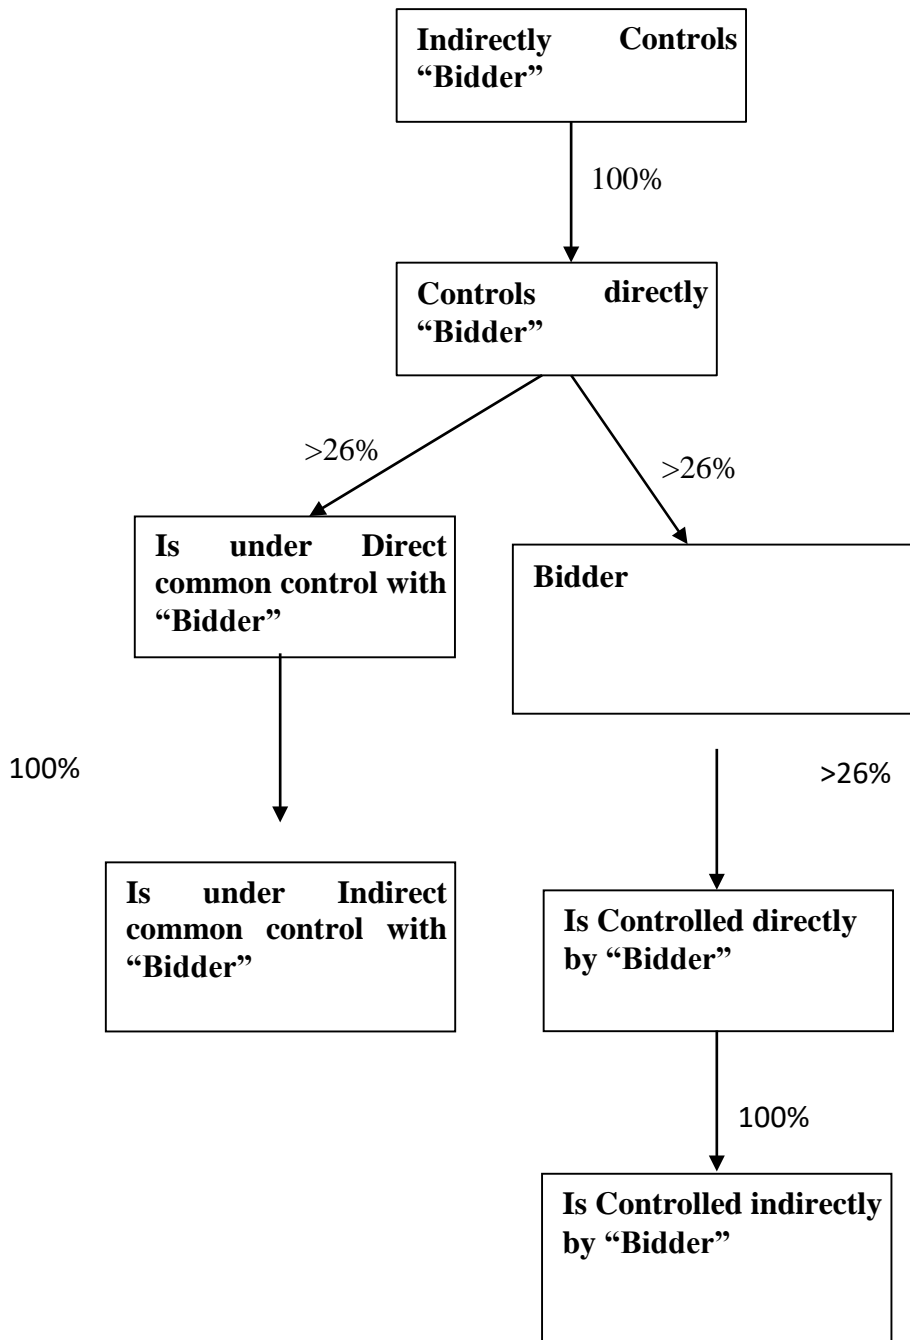 Indirectly Controls
“Bidder”
100%
Controls directly
“Bidder”
>26%
>26%
Is under Direct
common control with
“Bidder”
Bidder
100%
>26%
Is under Indirect
common control with
“Bidder”
Is Controlled directly
by “Bidder”
100%
Is Controlled indirectly
by “Bidder”